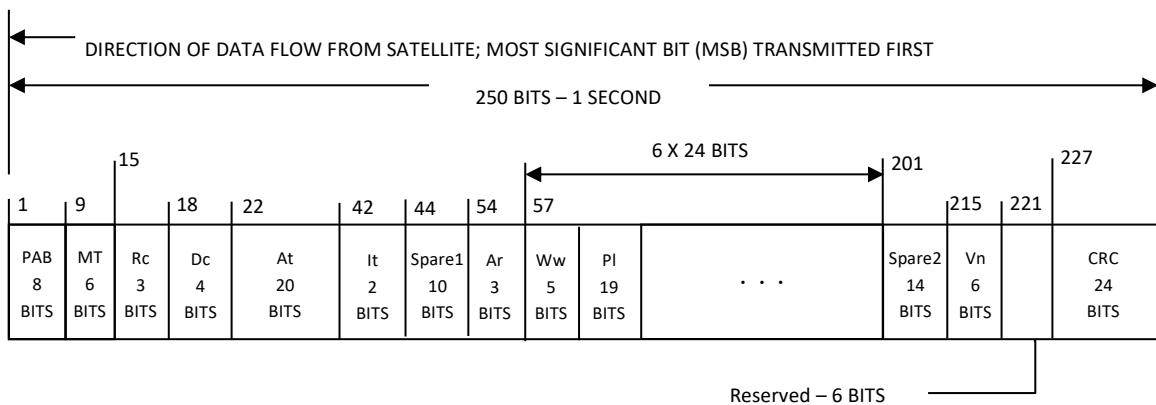 DIRECTION OF DATA FLOW FROM SATELLITE; MOST SIGNIFICANT BIT (MSB) TRANSMITTED FIRST
250 BITS – 1 SECOND
6 X 24 BITS
15
201
227
1 9 18 22 42 44 54 57 215 221
PAB MT Rc Dc At It Spare1 Ar Ww Pl Spare2 Vn CRC
8 6 3 4 20 2 10 3 5 19 . . . 14 6 24
BITS BITS BITS BITS BITS BITS BITS BITS BITS BITS BITS BITS BITS
Reserved – 6 BITS